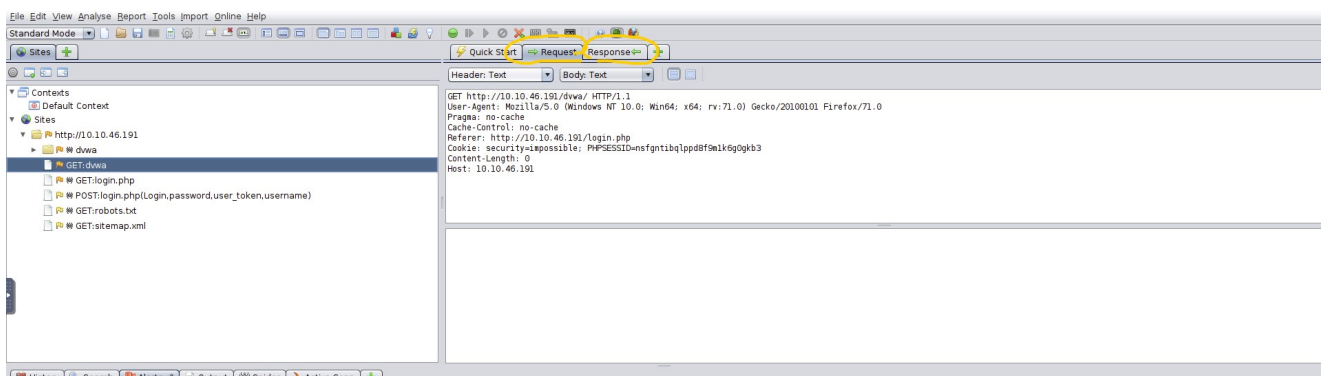 File Edit View Analyse Report Tools Import Online Help
Standard Mode
Sites
Quick Start Request Response
Header: Text Body: Text
Contexts
Default Context
Sites
http://10.10.46.191
dvwa
GET:dvwa
GET:login.php
POST:login.php(Login,password,user_token,username)
GET:robots.txt
GET:sitemap.xml
GET http://10.10.46.191/dvwa/ HTTP/1.1
User-Agent: Mozilla/5.0 (Windows NT 10.0; Win64; x64; rv:71.0) Gecko/20100101 Firefox/71.0
Pragma: no-cache
Cache-Control: no-cache
Referer: http://10.10.46.191/login.php
Cookie: security=impossible; PHPSESSID=nsfgntibqlppd8f9m1k6g0gkb3
Content-Length: 0
Host: 10.10.46.191